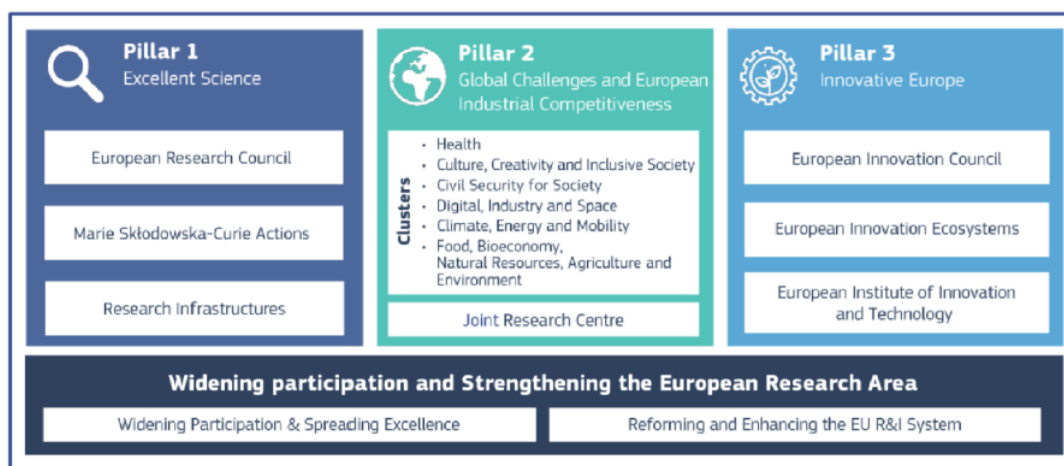 Pillar 1
Excellent Science
European Research Council
Marie Skłodowska-Curie Actions
Research Infrastructures
Pillar 2
Global Challenges and European
Industrial Competitiveness
Clusters
• Health
• Culture, Creativity and Inclusive Society
• Civil Security for Society
• Digital, Industry and Space
• Climate, Energy and Mobility
• Food, Bioeconomy,
Natural Resources, Agriculture and
Environment
Joint Research Centre
Pillar 3
Innovative Europe
European Innovation Council
European Innovation Ecosystems
European Institute of Innovation
and Technology
Widening participation and Strengthening the European Research Area
Widening Participation & Spreading Excellence
Reforming and Enhancing the EU R&I System